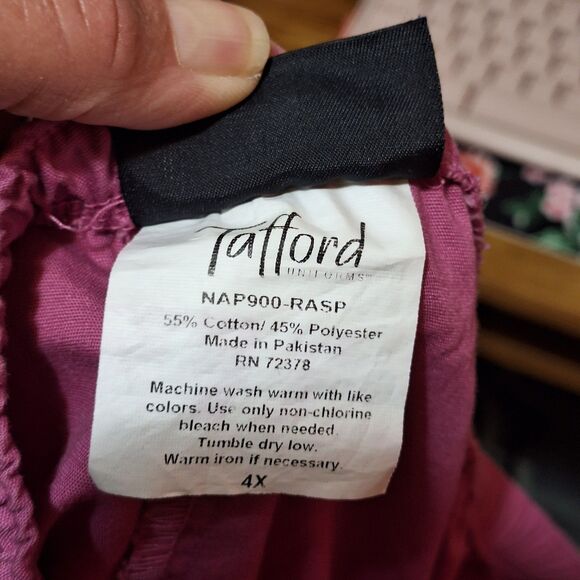 Tafford
UNIFORMS
NAP900-RASP
55% Cotton/ 45% Polyester
Made in Pakistan
RN 72378
Machine wash warm with like
colors. Use only non-chlorine
bleach when needed.
Tumble dry low.
Warm iron if necessary.
4X